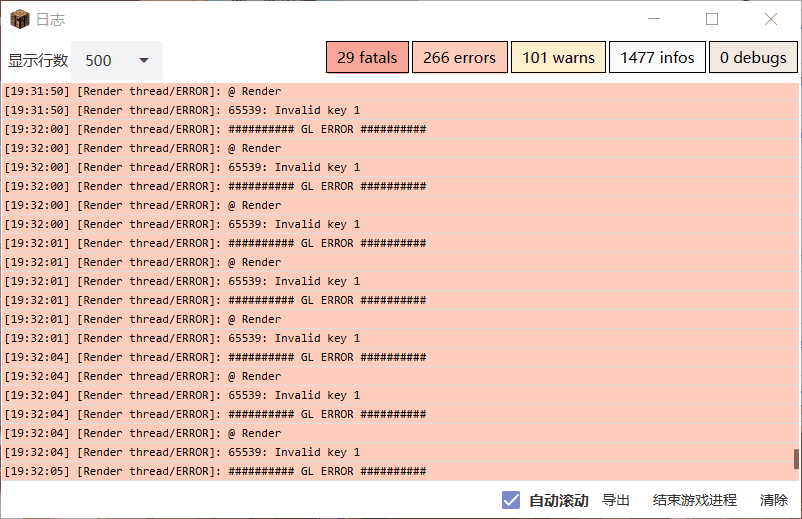 日志
显示行数 500 29 fatals 266 errors 101 warns 1477 infos 0 debugs
[19:31:50] [Render thread/ERROR]: @ Render
[19:31:50] [Render thread/ERROR]: 65539: Invalid key 1
[19:32:00] [Render thread/ERROR]: ########## GL ERROR ##########
[19:32:00] [Render thread/ERROR]: @ Render
[19:32:00] [Render thread/ERROR]: 65539: Invalid key 1
[19:32:00] [Render thread/ERROR]: ########## GL ERROR ##########
[19:32:00] [Render thread/ERROR]: @ Render
[19:32:00] [Render thread/ERROR]: 65539: Invalid key 1
[19:32:01] [Render thread/ERROR]: ########## GL ERROR ##########
[19:32:01] [Render thread/ERROR]: @ Render
[19:32:01] [Render thread/ERROR]: 65539: Invalid key 1
[19:32:01] [Render thread/ERROR]: ########## GL ERROR ##########
[19:32:01] [Render thread/ERROR]: @ Render
[19:32:01] [Render thread/ERROR]: 65539: Invalid key 1
[19:32:04] [Render thread/ERROR]: ########## GL ERROR ##########
[19:32:04] [Render thread/ERROR]: @ Render
[19:32:04] [Render thread/ERROR]: 65539: Invalid key 1
[19:32:04] [Render thread/ERROR]: ########## GL ERROR ##########
[19:32:04] [Render thread/ERROR]: @ Render
[19:32:04] [Render thread/ERROR]: 65539: Invalid key 1
[19:32:05] [Render thread/ERROR]: ########## GL ERROR ##########
自动滚动 导出 结束游戏进程 清除